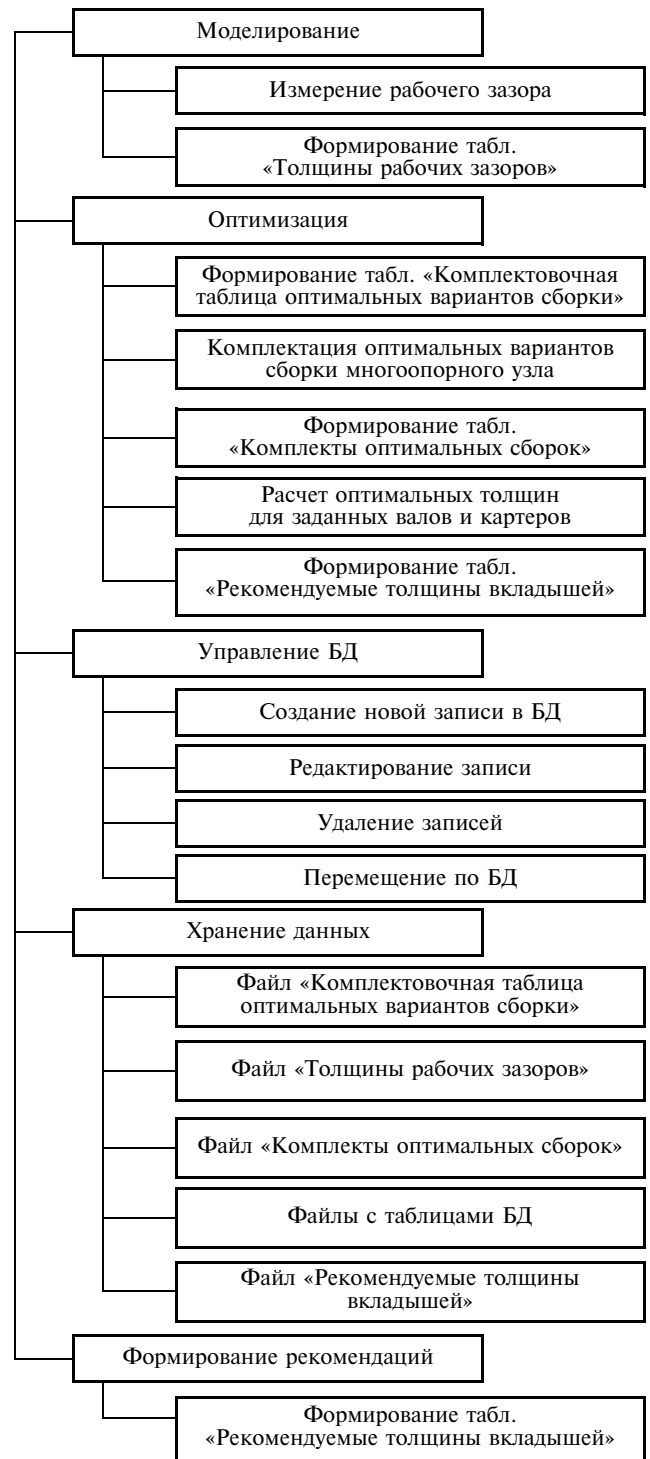 Моделирование
Измерение рабочего зазора
Формирование табл.
«Толщины рабочих зазоров»
Оптимизация
Формирование табл. «Комплектовочная
таблица оптимальных вариантов сборки»
Комплектация оптимальных вариантов
сборки многоопорного узла
Формирование табл.
«Комплекты оптимальных сборок»
Расчет оптимальных толщин
для заданных валов и картеров
Формирование табл.
«Рекомендуемые толщины вкладышей»
Управление БД
Создание новой записи в БД
Редактирование записи
Удаление записей
Перемещение по БД
Хранение данных
Файл «Комплектовочная таблица
оптимальных вариантов сборки»
Файл «Толщины рабочих зазоров»
Файл «Комплекты оптимальных сборок»
Файлы с таблицами БД
Файл «Рекомендуемые толщины
вкладышей»
Формирование рекомендаций
Формирование табл.
«Рекомендуемые толщины вкладышей»